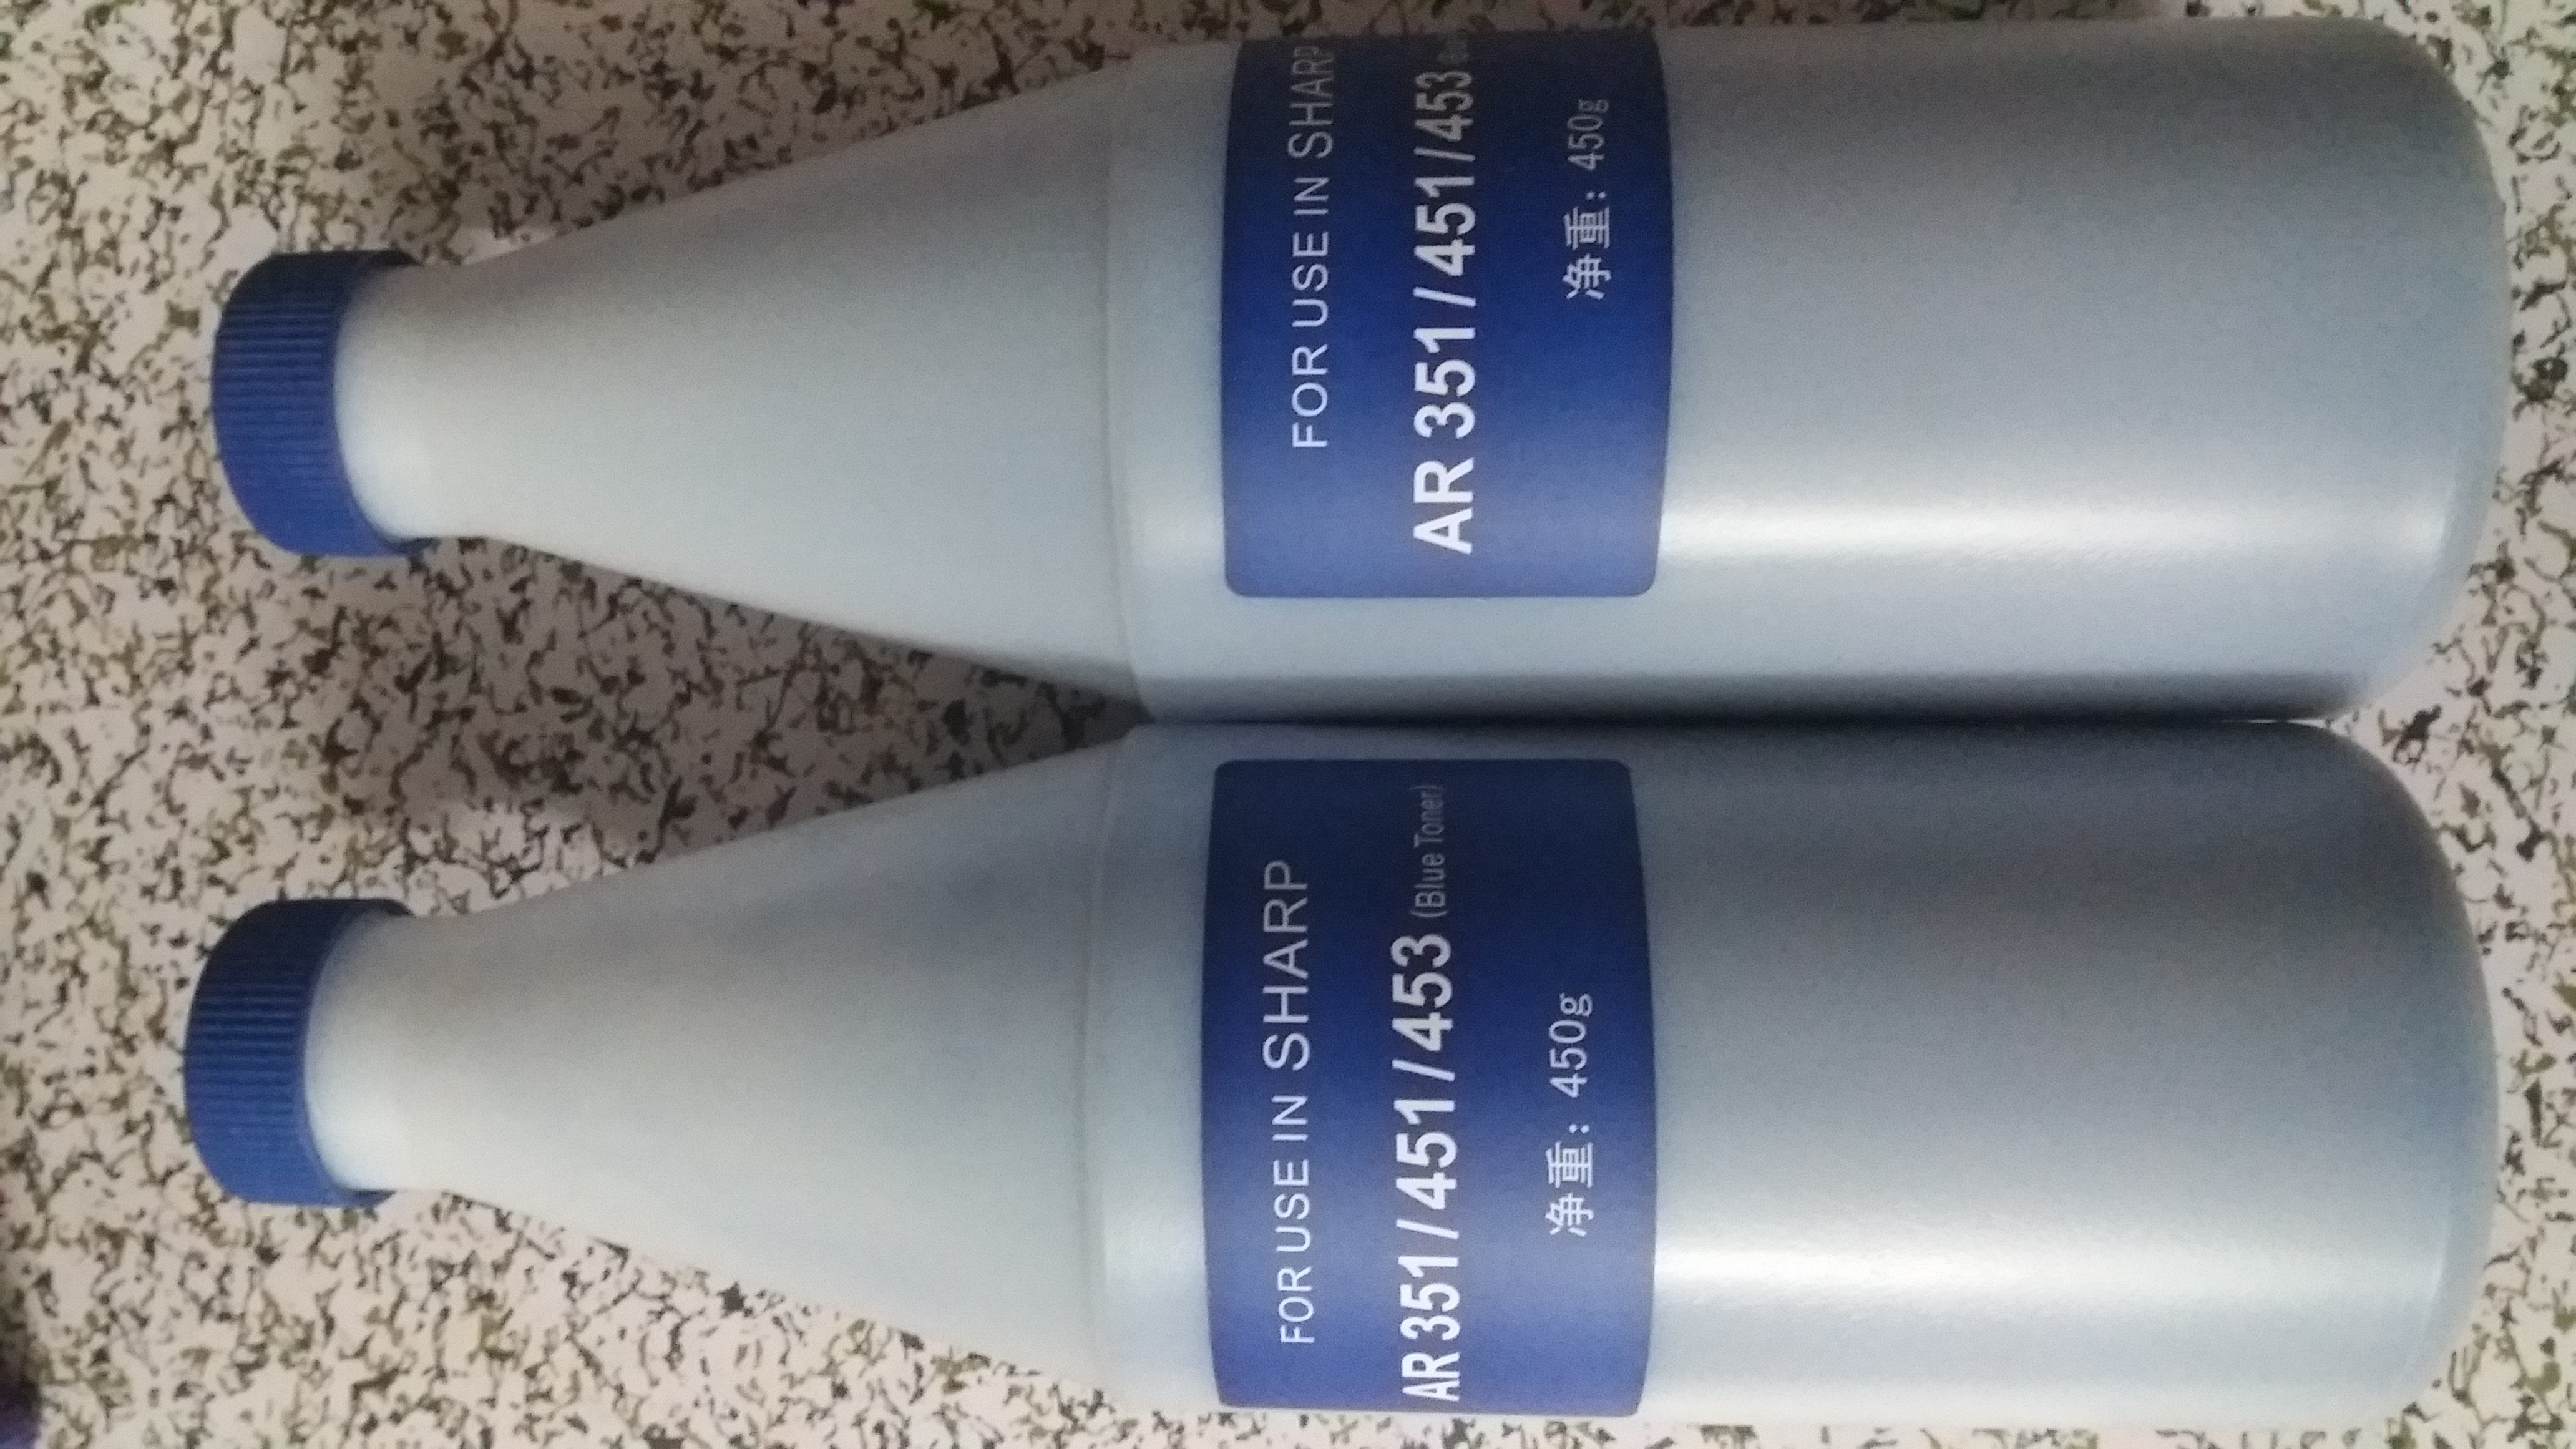 FOR USE IN SHARP
AR 351/451/453
净重: 450g
FOR USE IN SHARP
AR 351/451/453 (Blue Toner)
净重: 450g